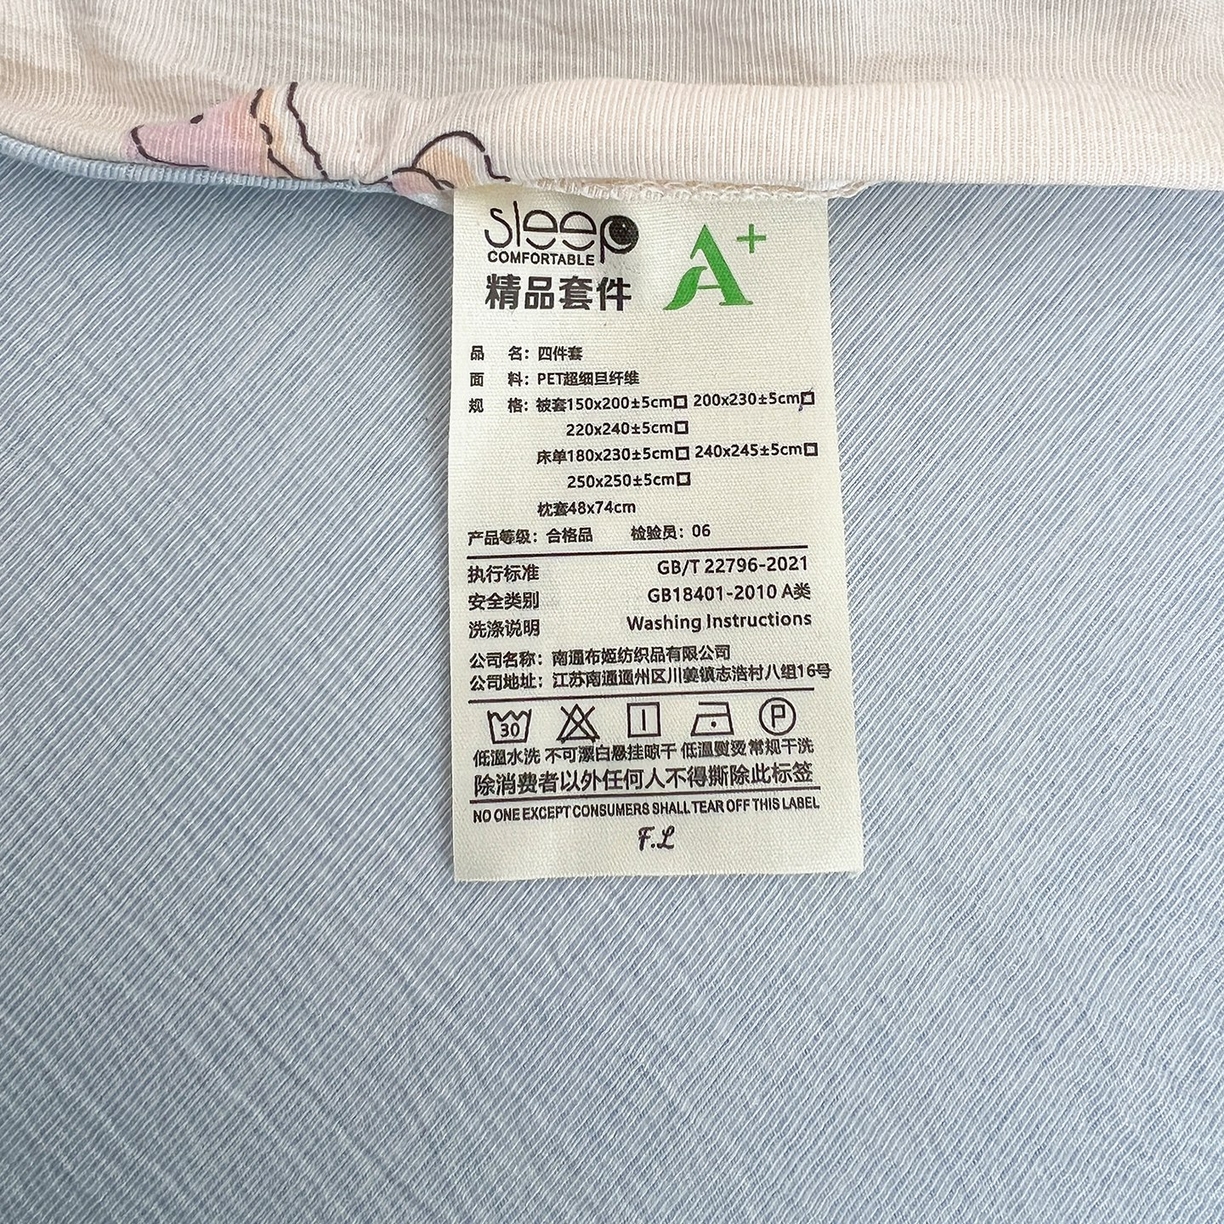 sleep
COMFORTABLE
精品套件
A+
品 名：四件套
面 料：PET超细旦纤维
规 格：被套150x200±5cm□ 200x230±5cm□
220x240±5cm□
床单180x230±5cm□ 240x245±5cm□
250x250±5cm□
枕套48x74cm
产品等级：合格品 检验员：06
执行标准 GB/T 22796-2021
安全类别 GB18401-2010 A类
洗涤说明 Washing Instructions
公司名称：南通布姬纺织品有限公司
公司地址：江苏南通通州区川姜镇志浩村八组16号
30 P
低温水洗 不可漂白 悬挂晾干 低温熨烫 常规干洗
除消费者以外任何人不得撕除此标签
NO ONE EXCEPT CONSUMERS SHALL TEAR OFF THIS LABEL
F.L